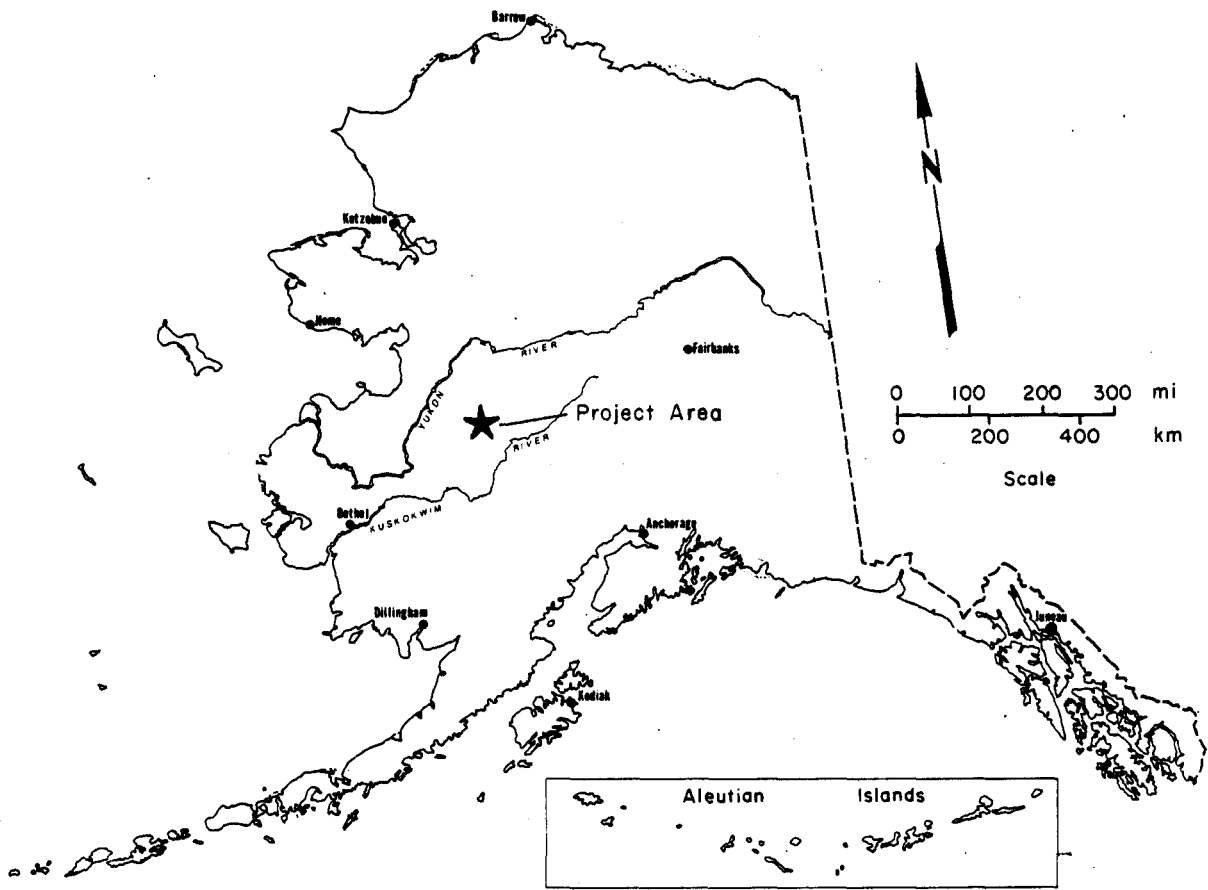 Barrow
Kotzebue
Nome
Fairbanks
YUKON
RIVER
Project Area
RIVER
KUSKOKWIM
Bethel
Anchorage
Dillingham
Kodiak
Juneau
N
0 100 200 300 mi
0 200 400 km
Scale
Aleutian Islands